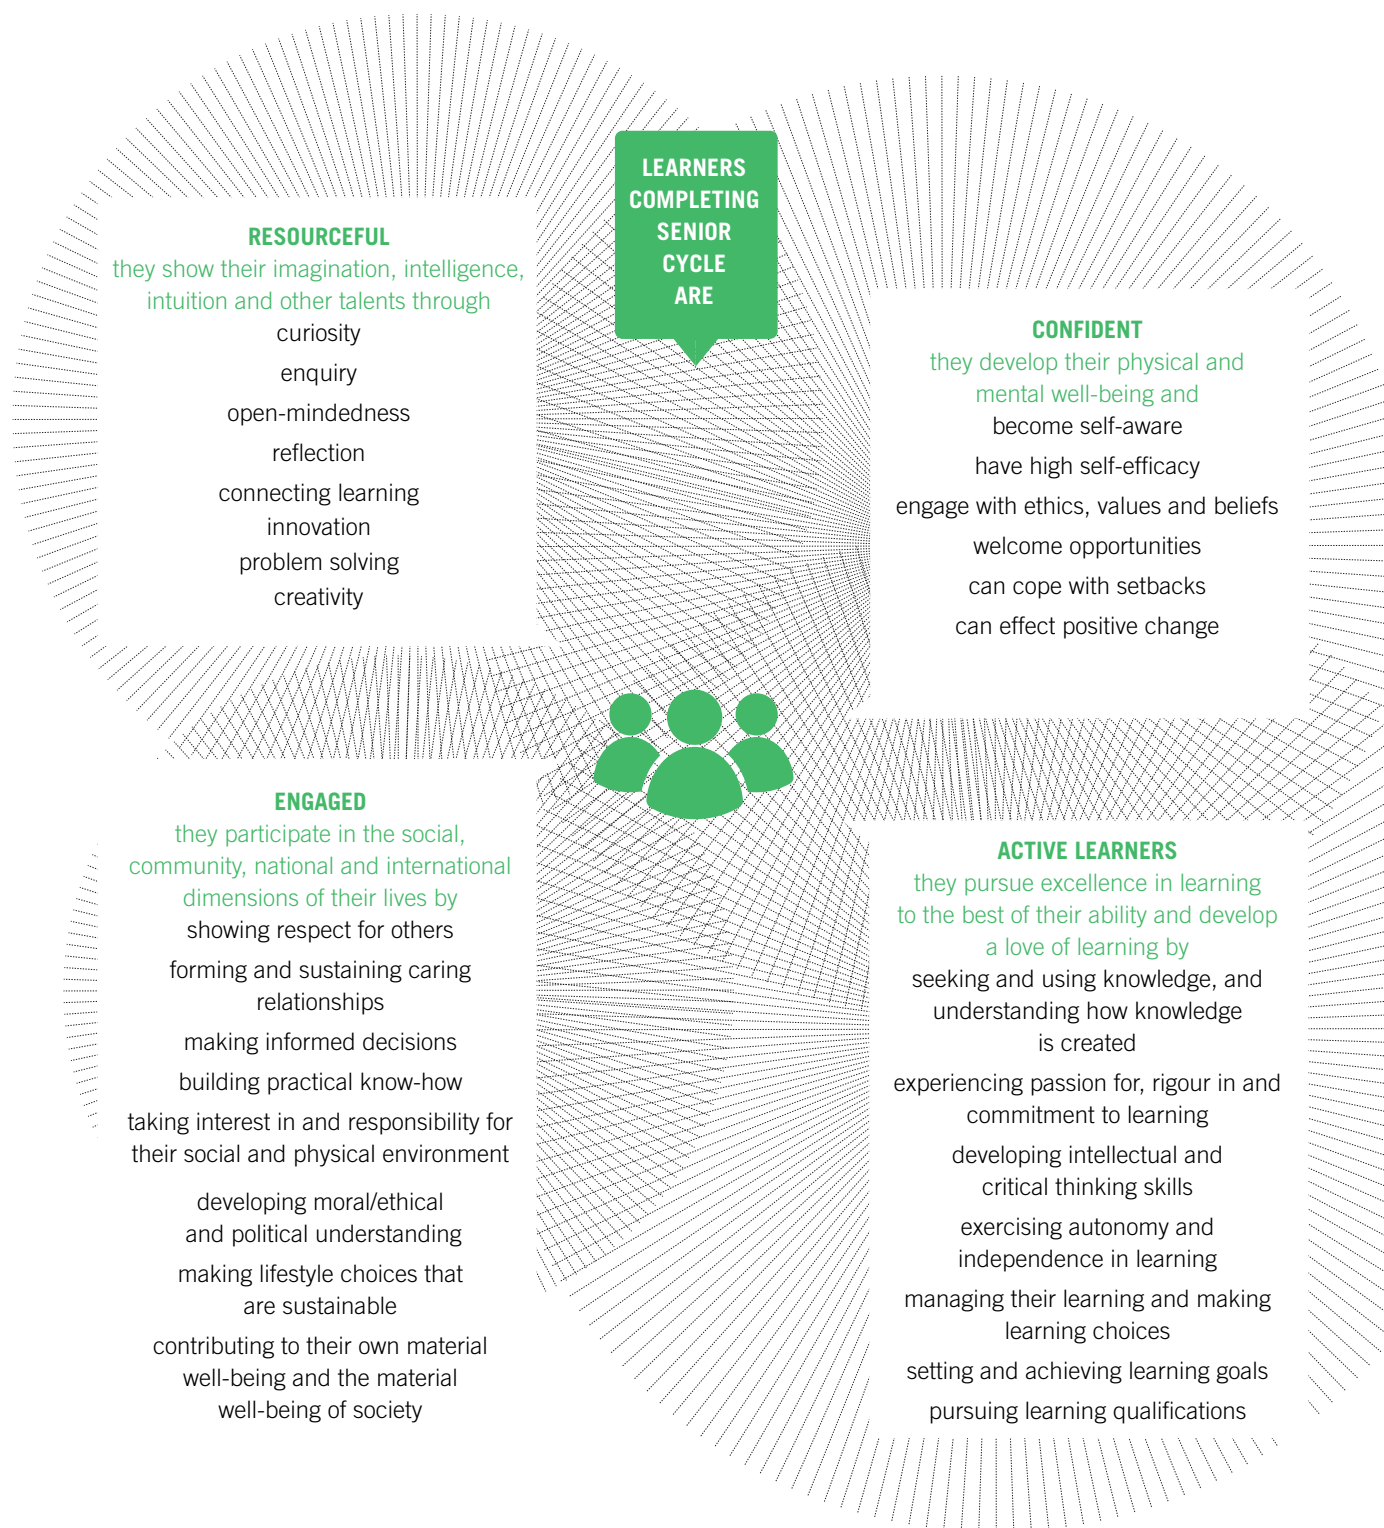 LEARNERS
COMPLETING
SENIOR
CYCLE
ARE
RESOURCEFUL
they show their imagination, intelligence,
intuition and other talents through
curiosity
enquiry
open-mindedness
reflection
connecting learning
innovation
problem solving
creativity
CONFIDENT
they develop their physical and
mental well-being and
become self-aware
have high self-efficacy
engage with ethics, values and beliefs
welcome opportunities
can cope with setbacks
can effect positive change
ENGAGED
they participate in the social,
community, national and international
dimensions of their lives by
showing respect for others
forming and sustaining caring
relationships
making informed decisions
building practical know-how
taking interest in and responsibility for
their social and physical environment
developing moral/ethical
and political understanding
making lifestyle choices that
are sustainable
contributing to their own material
well-being and the material
well-being of society
ACTIVE LEARNERS
they pursue excellence in learning
to the best of their ability and develop
a love of learning by
seeking and using knowledge, and
understanding how knowledge
is created
experiencing passion for, rigour in and
commitment to learning
developing intellectual and
critical thinking skills
exercising autonomy and
independence in learning
managing their learning and making
learning choices
setting and achieving learning goals
pursuing learning qualifications